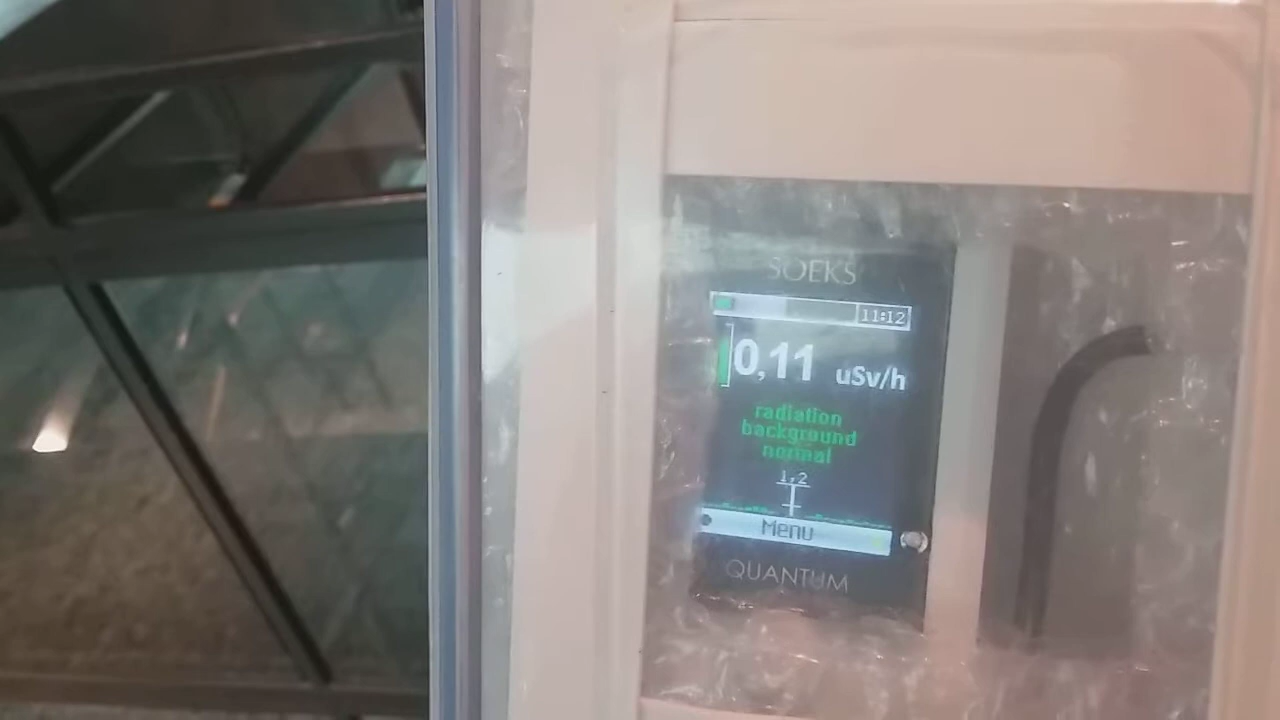 SOEKS
11:12
0,11 uSv/h
radiation
background
normal
1,2
Menu
QUANTUM